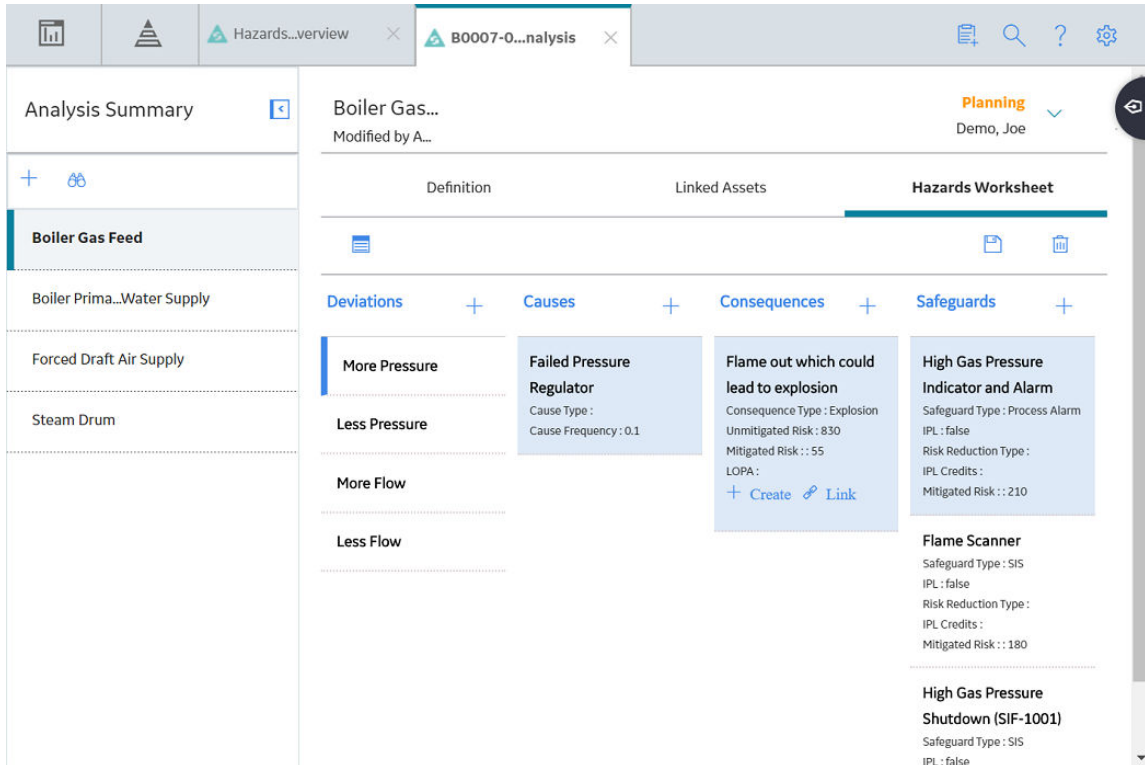 Hazards...verview
B0007-0...nalysis
Analysis Summary
Boiler Gas Feed
Boiler Prima...Water Supply
Forced Draft Air Supply
Steam Drum
Boiler Gas...
Modified by A...
Planning
Demo, Joe
Definition
Linked Assets
Hazards Worksheet
Deviations
Causes
Consequences
Safeguards
More Pressure
Less Pressure
More Flow
Less Flow
Failed Pressure
Regulator
Cause Type :
Cause Frequency : 0.1
Flame out which could
lead to explosion
Consequence Type : Explosion
Unmitigated Risk : 830
Mitigated Risk : : 55
LOPA :
Create
Link
High Gas Pressure
Indicator and Alarm
Safeguard Type : Process Alarm
IPL : false
Risk Reduction Type :
IPL Credits :
Mitigated Risk : : 210
Flame Scanner
Safeguard Type : SIS
IPL : false
Risk Reduction Type :
IPL Credits :
Mitigated Risk : : 180
High Gas Pressure
Shutdown (SIF-1001)
Safeguard Type : SIS
IPL : false